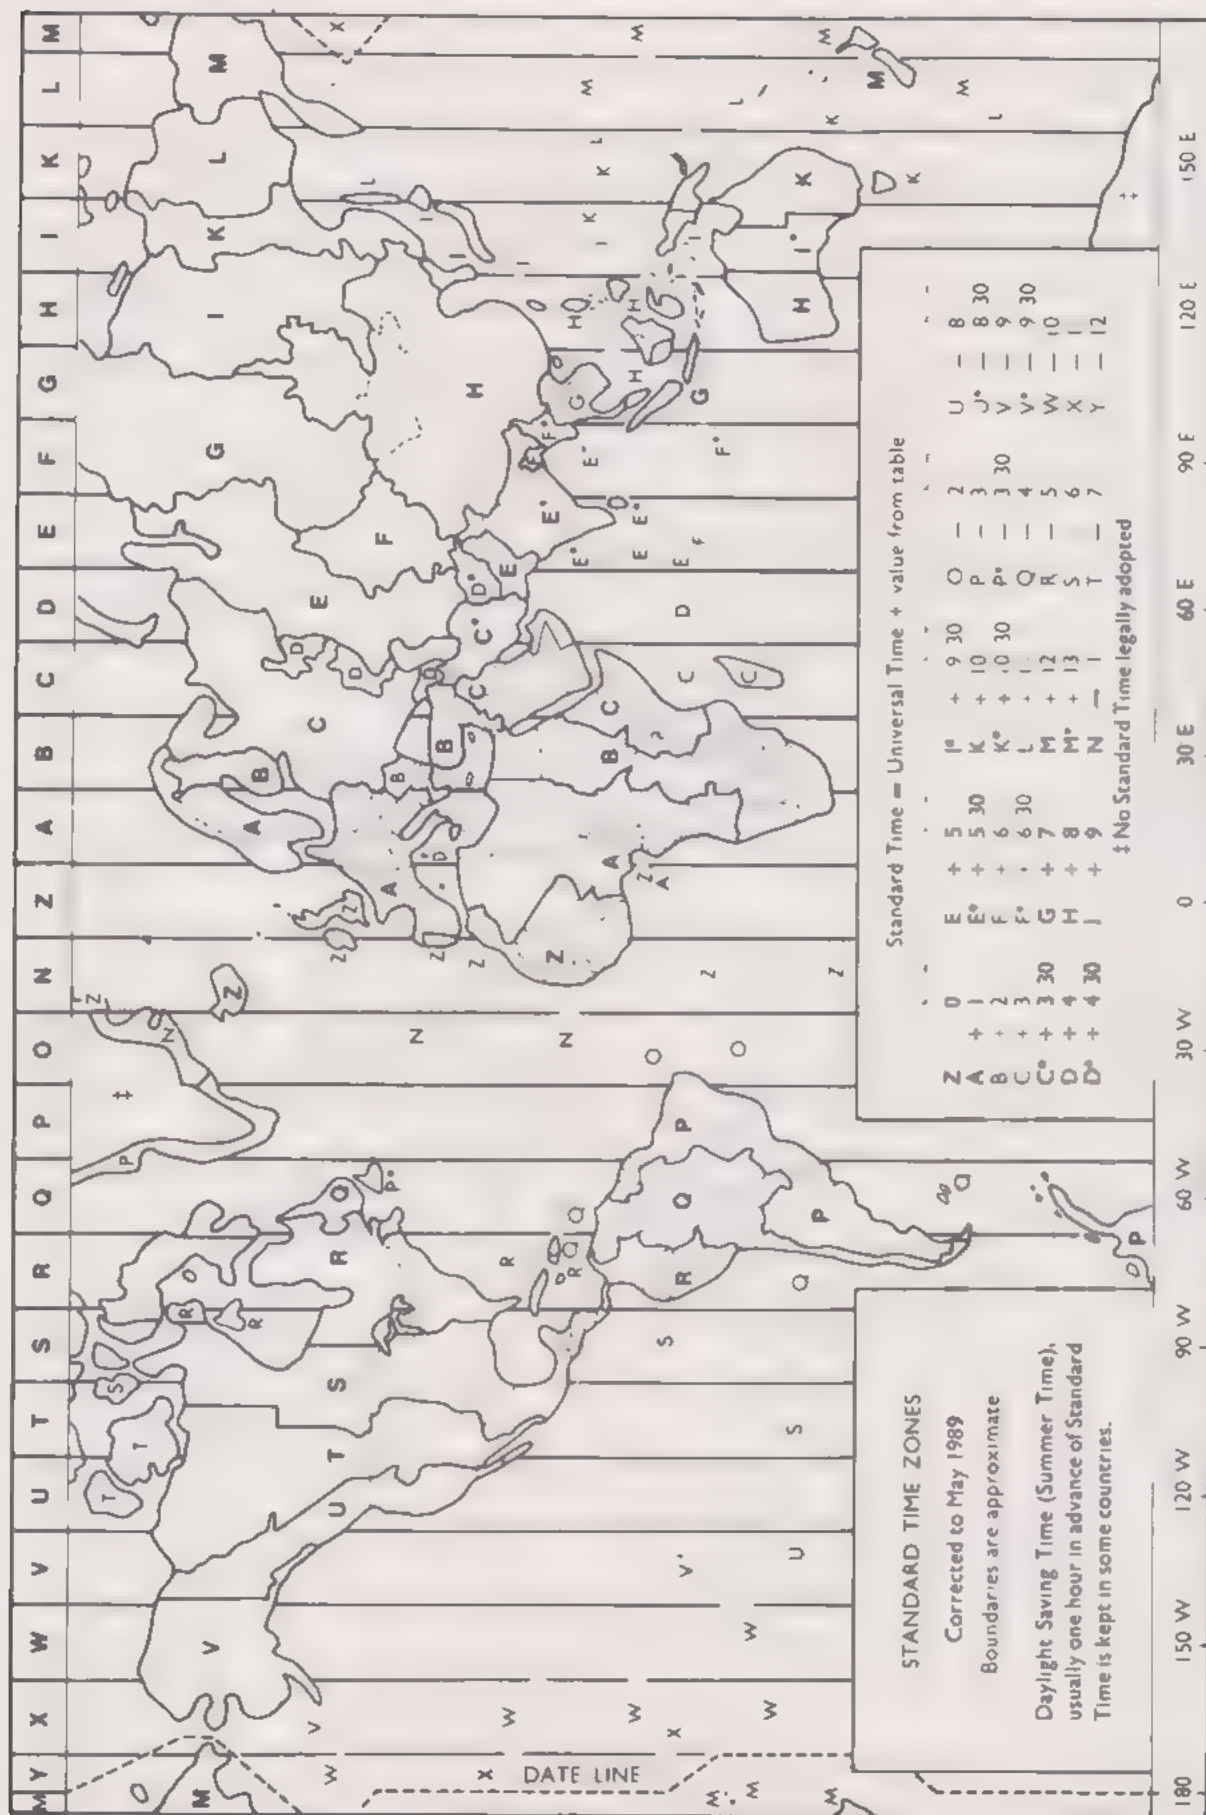 M Y X W V U T S R Q P O N Z A B C D E F G H I K L M
T T S R R P ‡ N Z Z
M V U T S R Q P* Z A A B B C D D E F G I K L M X
W V R Q Q R N Z Z Z A D B C D C* D* E E* F F* H G I L
X W W S R Q P N O Z Z A B C C D E* E E* F F* G H H H I K L M
DATE LINE
M M M X W W V* U S Q P Q O Z Z C H I* K K L M M M
STANDARD TIME ZONES
Corrected to May 1989
Boundaries are approximate
Daylight Saving Time (Summer Time),
usually one hour in advance of Standard
Time is kept in some countries.
P
Standard Time = Universal Time + value from table
Z 0 E + 5 I* + 9 30 O − 2 U − 8
A + 1 E* + 5 30 K + 10 P − 3 U* − 8 30
B + 2 F + 6 K* + 10 30 P* − 3 30 V − 9
C + 3 F* + 6 30 L + 11 Q − 4 V* − 9 30
C* + 3 30 G + 7 M + 12 R − 5 W − 10
D + 4 H + 8 M* + 13 S − 6 X − 11
D* + 4 30 I + 9 N − 1 T − 7 Y − 12
‡ No Standard Time legally adopted
‡
180 150 W 120 W 90 W 60 W 30 W 0 30 E 60 E 90 E 120 E 150 E